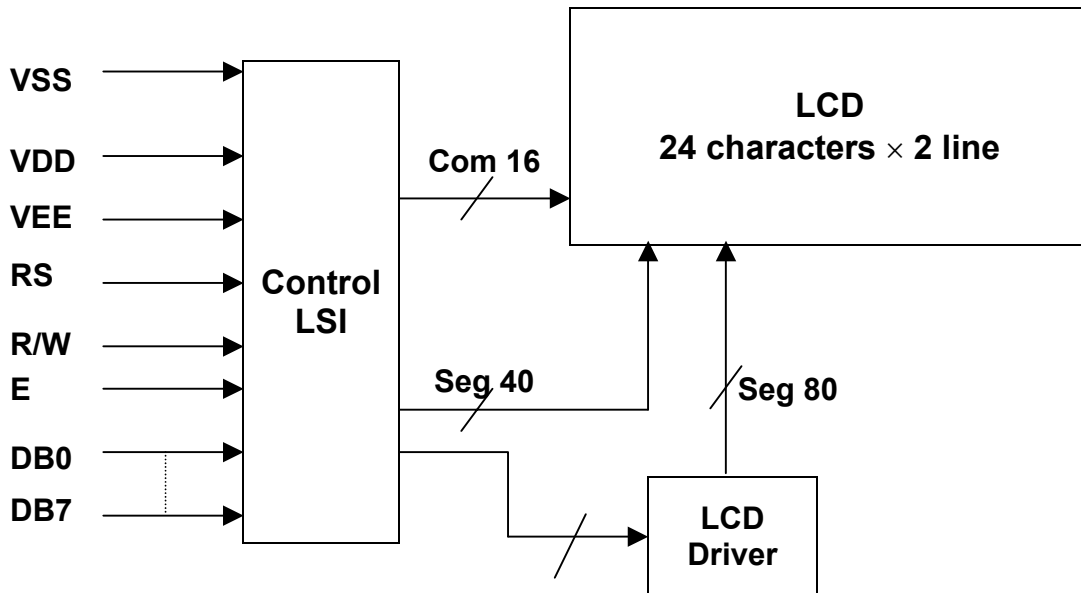 VSS
VDD
VEE
RS
R/W
E
DB0
DB7
Control
LSI
Com 16
Seg 40
LCD
24 characters × 2 line
Seg 80
LCD
Driver